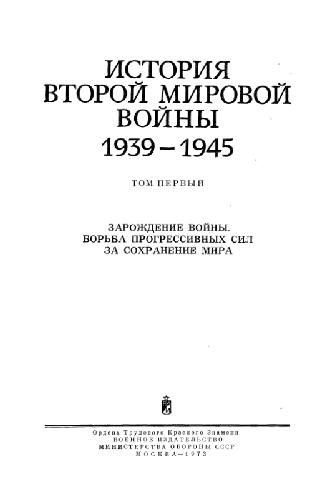 ИСТОРИЯ
ВТОРОЙ МИРОВОЙ
ВОЙНЫ
1939–1945
ТОМ ПЕРВЫЙ
ЗАРОЖДЕНИЕ ВОЙНЫ.
БОРЬБА ПРОГРЕССИВНЫХ СИЛ
ЗА СОХРАНЕНИЕ МИРА
Ордена Трудового Красного Знамени
ВОЕННОЕ ИЗДАТЕЛЬСТВО
МИНИСТЕРСТВА ОБОРОНЫ СССР
МОСКВА—1973